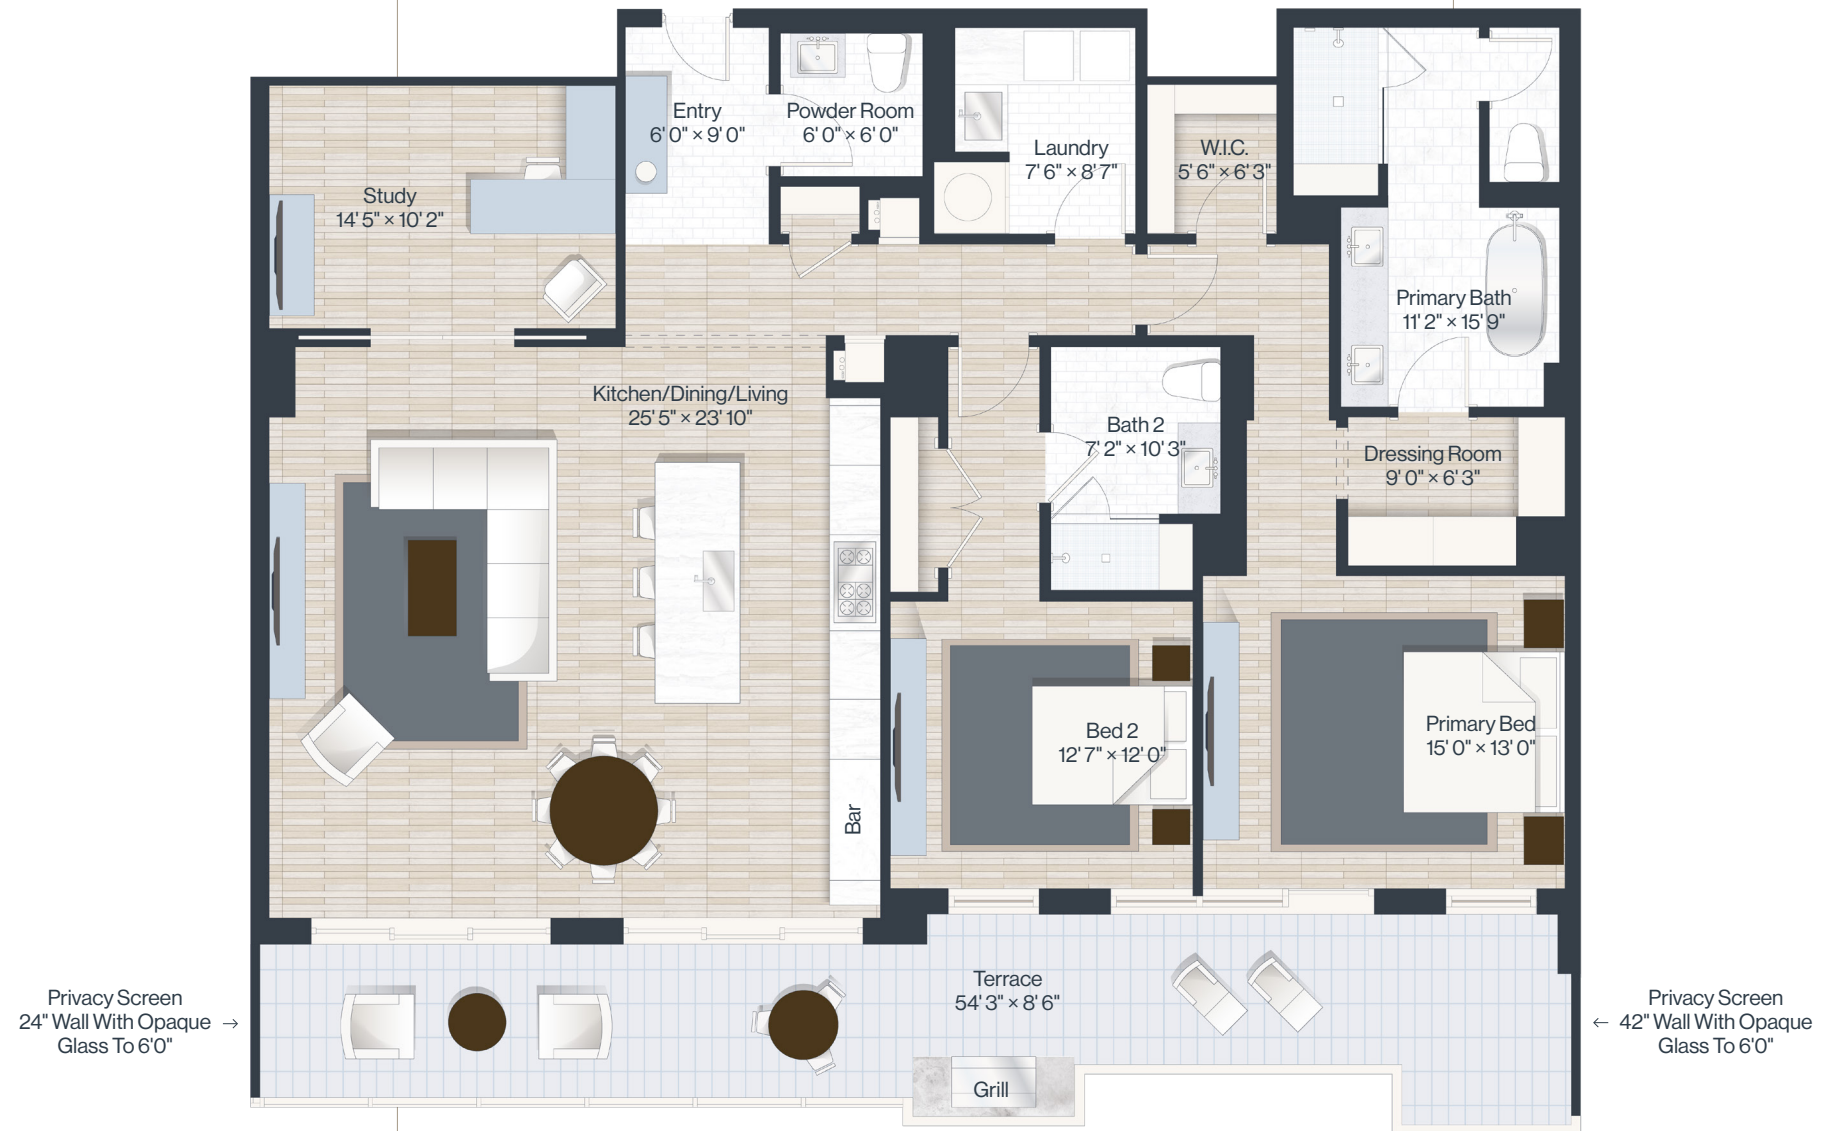 Entry
6' 0" × 9' 0"
Powder Room
6' 0" × 6' 0"
Laundry
7' 6" × 8' 7"
W.I.C.
5' 6" × 6' 3"
Study
14' 5" × 10' 2"
Primary Bath
11' 2" × 15' 9"
Kitchen/Dining/Living
25' 5" × 23' 10"
Bath 2
7' 2" × 10' 3"
Dressing Room
9' 0" × 6' 3"
Bed 2
12' 7" × 12' 0"
Primary Bed
15' 0" × 13' 0"
Bar
Terrace
54' 3" × 8' 6"
Privacy Screen
24" Wall With Opaque →
Glass To 6'0"
Privacy Screen
← 42" Wall With Opaque
Glass To 6'0"
Grill